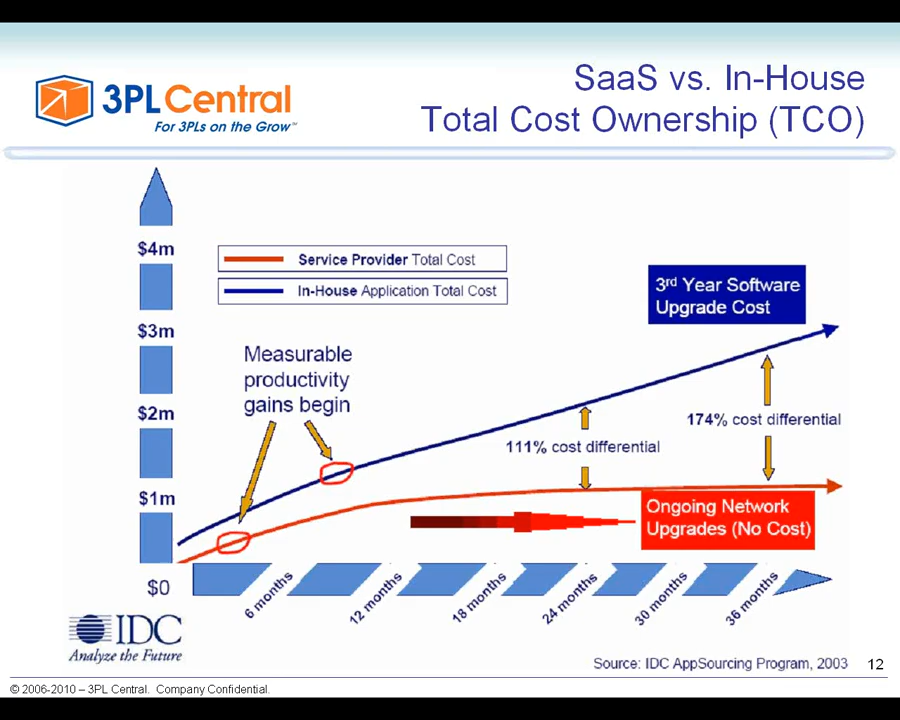 SaaS vs. In-House
Total Cost Ownership (TCO)
3PL Central
For 3PLs on the Grow™
$4m
$3m
$2m
$1m
$0
Service Provider Total Cost
In-House Application Total Cost
3rd Year Software
Upgrade Cost
Measurable
productivity
gains begin
174% cost differential
111% cost differential
Ongoing Network
Upgrades (No Cost)
6 months
12 months
18 months
24 months
30 months
36 months
IDC
Analyze the Future
Source: IDC AppSourcing Program, 2003
12
© 2006-2010 – 3PL Central. Company Confidential.